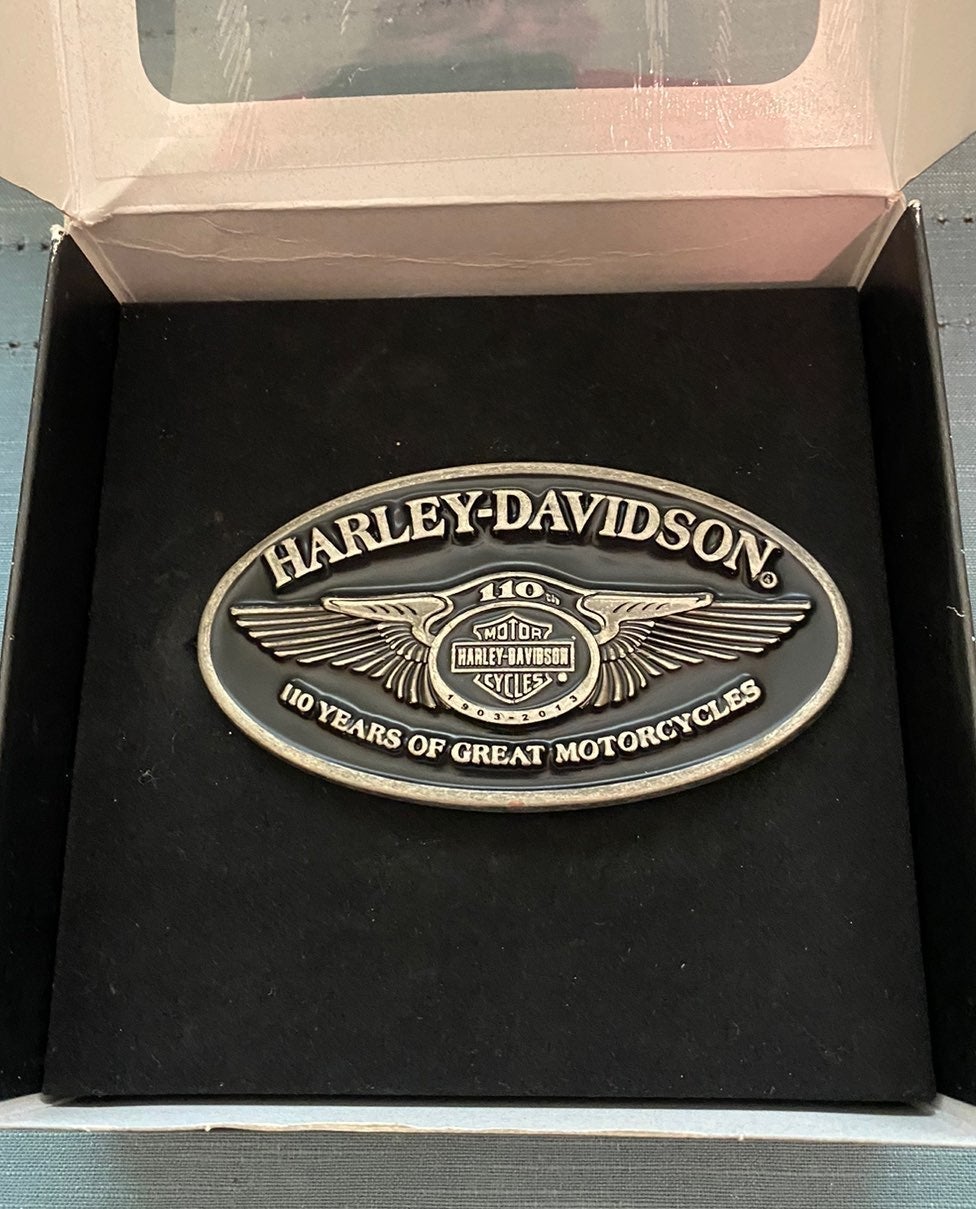 HARLEY-DAVIDSON®
110th
MOTOR
HARLEY-DAVIDSON
CYCLES
1903-2013
110 YEARS OF GREAT MOTORCYCLES